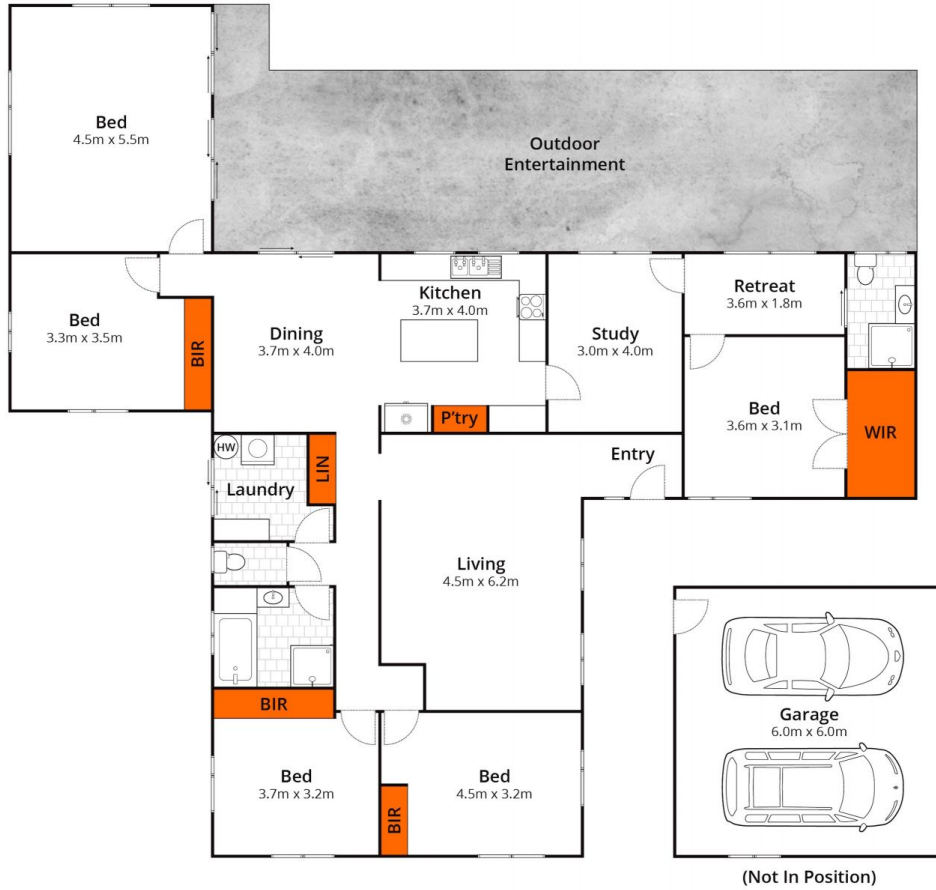 Bed
4.5m x 5.5m
Outdoor
Entertainment
Bed
3.3m x 3.5m
BIR
Dining
3.7m x 4.0m
Kitchen
3.7m x 4.0m
P'try
Study
3.0m x 4.0m
Retreat
3.6m x 1.8m
Bed
3.6m x 3.1m
WIR
HW
LIN
Laundry
Entry
Living
4.5m x 6.2m
BIR
Bed
3.7m x 3.2m
BIR
Bed
4.5m x 3.2m
Garage
6.0m x 6.0m
(Not In Position)